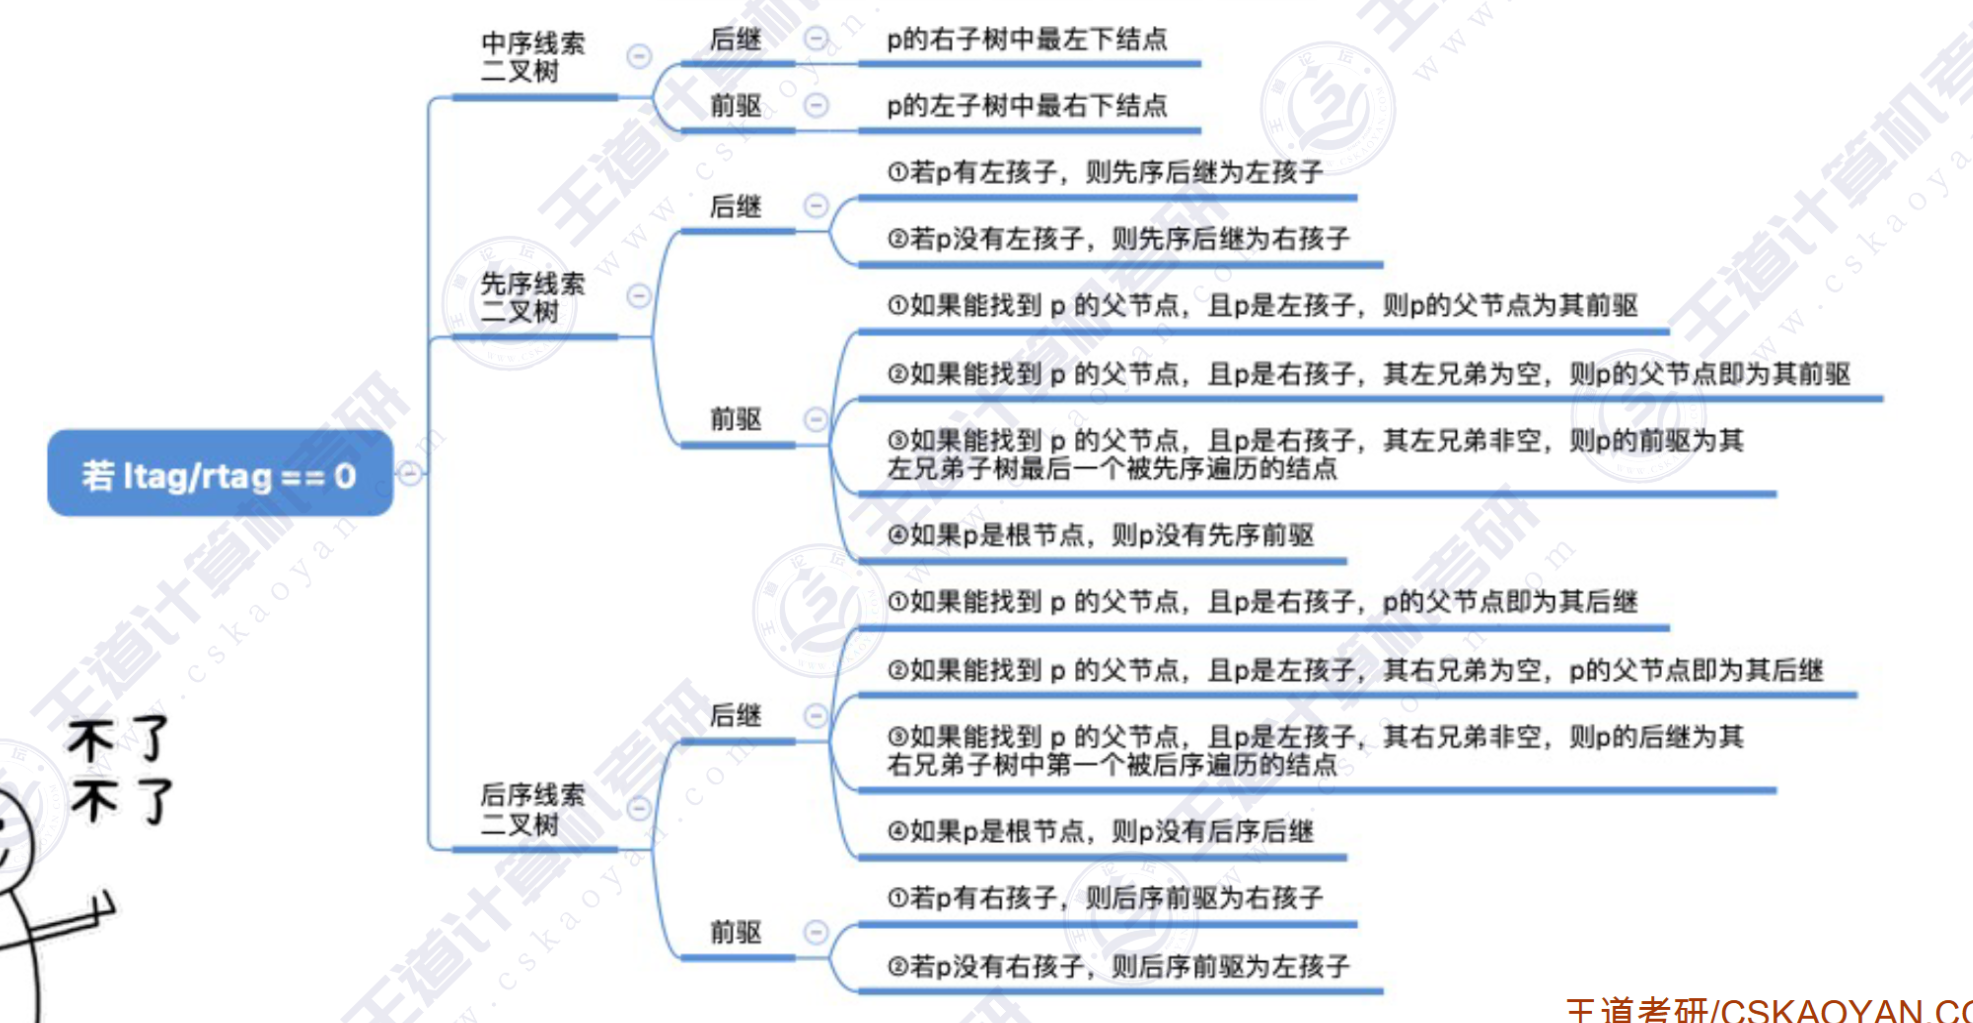 若 ltag/rtag == 0
中序线索
二叉树
后继
p的右子树中最左下结点
前驱
p的左子树中最右下结点
先序线索
二叉树
后继
①若p有左孩子，则先序后继为左孩子
②若p没有左孩子，则先序后继为右孩子
前驱
①如果能找到 p 的父节点，且p是左孩子，则p的父节点为其前驱
②如果能找到 p 的父节点，且p是右孩子，其左兄弟为空，则p的父节点即为其前驱
③如果能找到 p 的父节点，且p是右孩子，其左兄弟非空，则p的前驱为其
左兄弟子树最后一个被先序遍历的结点
④如果p是根节点，则p没有先序前驱
后序线索
二叉树
后继
①如果能找到 p 的父节点，且p是右孩子，p的父节点即为其后继
②如果能找到 p 的父节点，且p是左孩子，其右兄弟为空，p的父节点即为其后继
③如果能找到 p 的父节点，且p是左孩子，其右兄弟非空，则p的后继为其
右兄弟子树中第一个被后序遍历的结点
④如果p是根节点，则p没有后序后继
前驱
①若p有右孩子，则后序前驱为右孩子
②若p没有右孩子，则后序前驱为左孩子
不了
不了
王道计算机考研
www.cskaoyan.com
王道考研/CSKAOYAN.CO